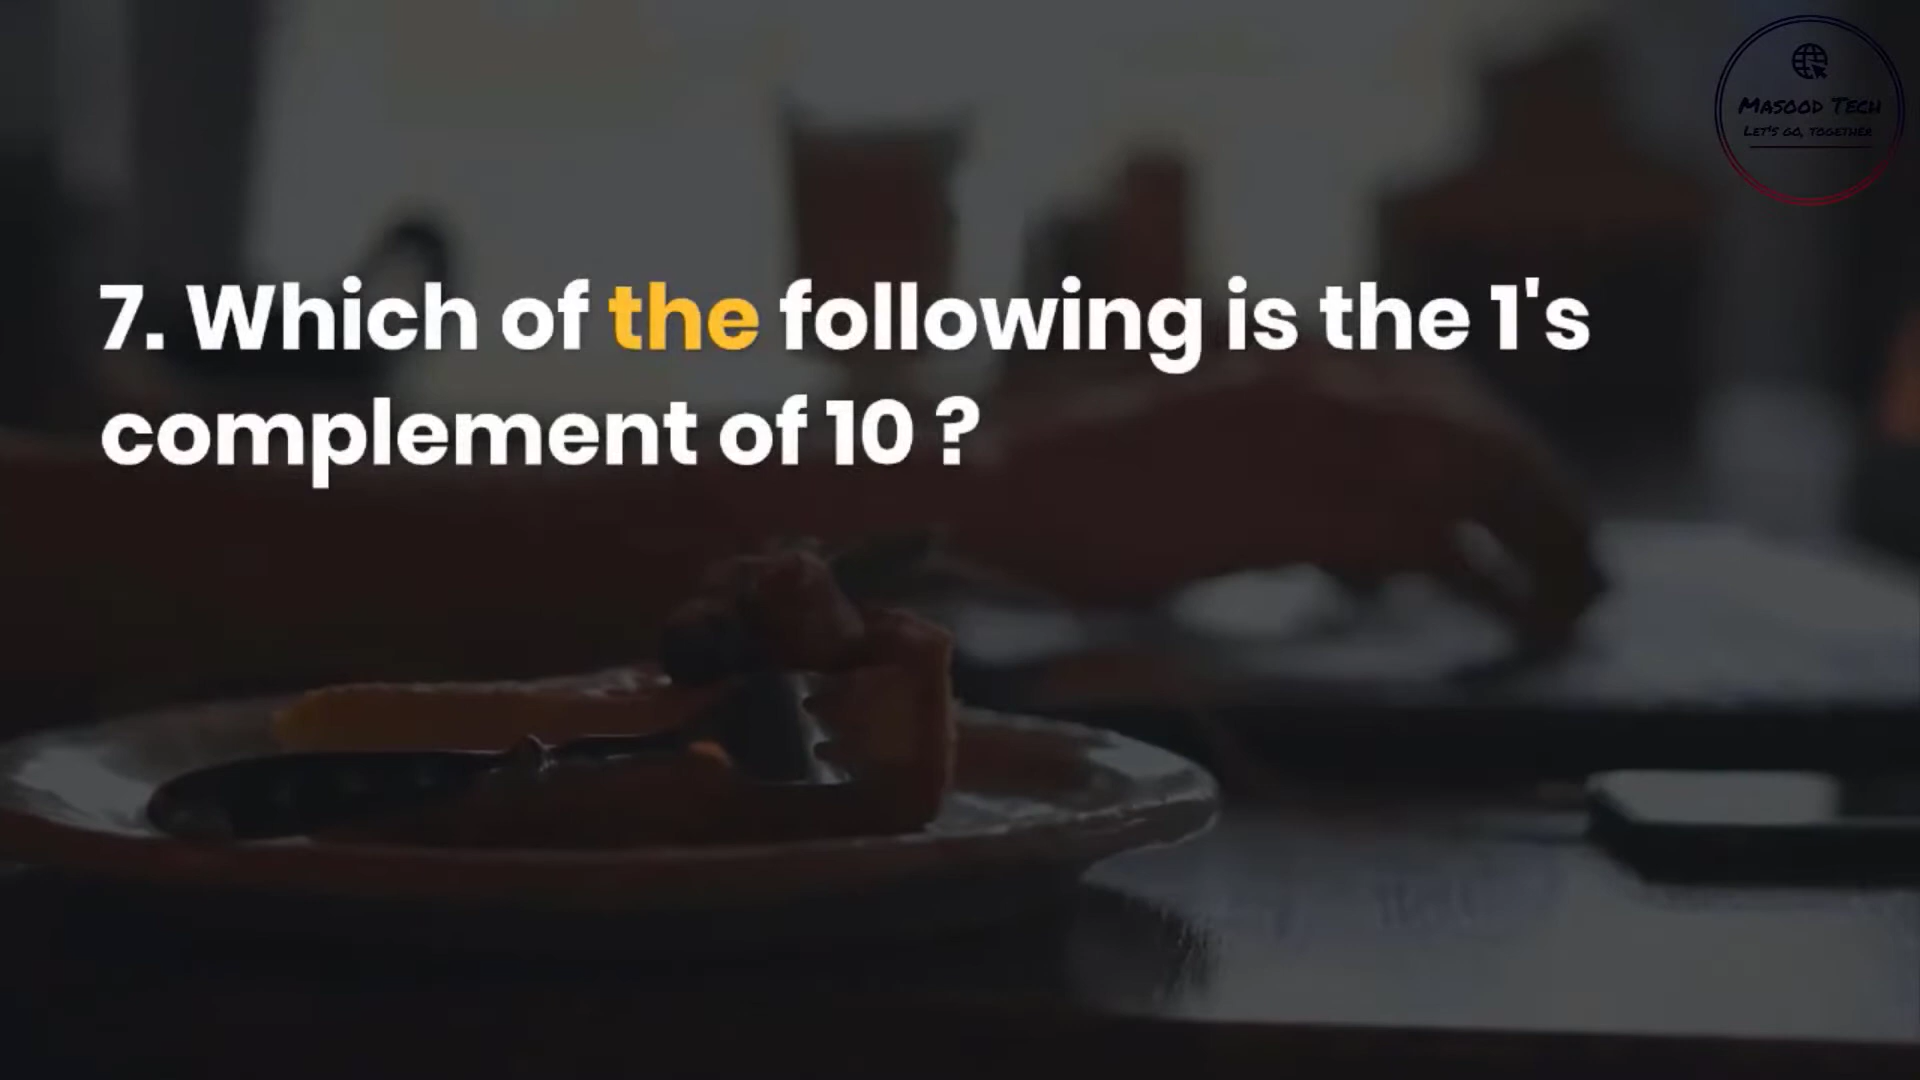 MASOOD TECH
LET'S GO, TOGETHER
7. Which of the following is the 1's
complement of 10 ?